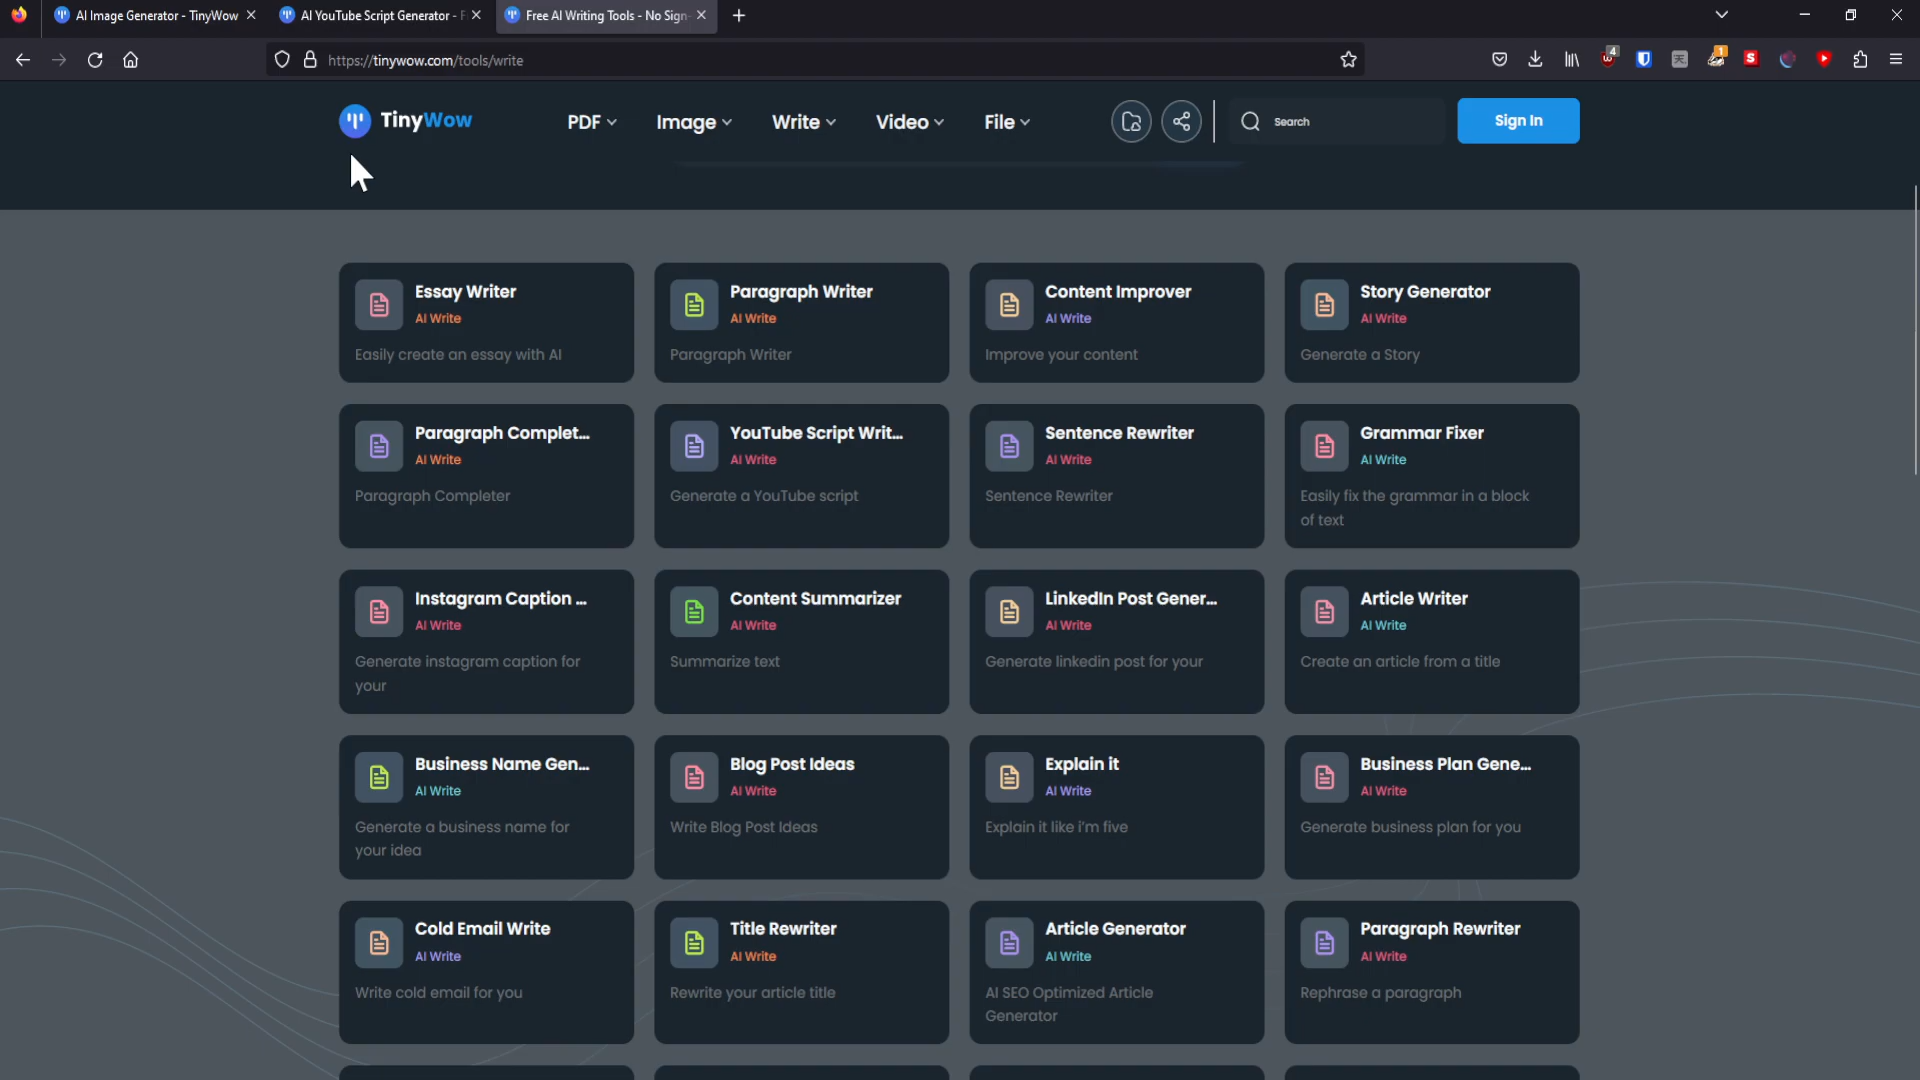 AI Image Generator - TinyWow
AI YouTube Script Generator - F
Free AI Writing Tools - No Sign-
https://tinywow.com/tools/write
4
1
TinyWow
PDF
Image
Write
Video
File
Search
Sign In
Essay Writer
AI Write
Easily create an essay with AI
Paragraph Writer
AI Write
Paragraph Writer
Content Improver
AI Write
Improve your content
Story Generator
AI Write
Generate a Story
Paragraph Complet...
AI Write
Paragraph Completer
YouTube Script Writ...
AI Write
Generate a YouTube script
Sentence Rewriter
AI Write
Sentence Rewriter
Grammar Fixer
AI Write
Easily fix the grammar in a block
of text
Instagram Caption ...
AI Write
Generate instagram caption for
your
Content Summarizer
AI Write
Summarize text
LinkedIn Post Gener...
AI Write
Generate linkedin post for your
Article Writer
AI Write
Create an article from a title
Business Name Gen...
AI Write
Generate a business name for
your idea
Blog Post Ideas
AI Write
Write Blog Post Ideas
Explain it
AI Write
Explain it like i'm five
Business Plan Gene...
AI Write
Generate business plan for you
Cold Email Write
AI Write
Write cold email for you
Title Rewriter
AI Write
Rewrite your article title
Article Generator
AI Write
AI SEO Optimized Article
Generator
Paragraph Rewriter
AI Write
Rephrase a paragraph